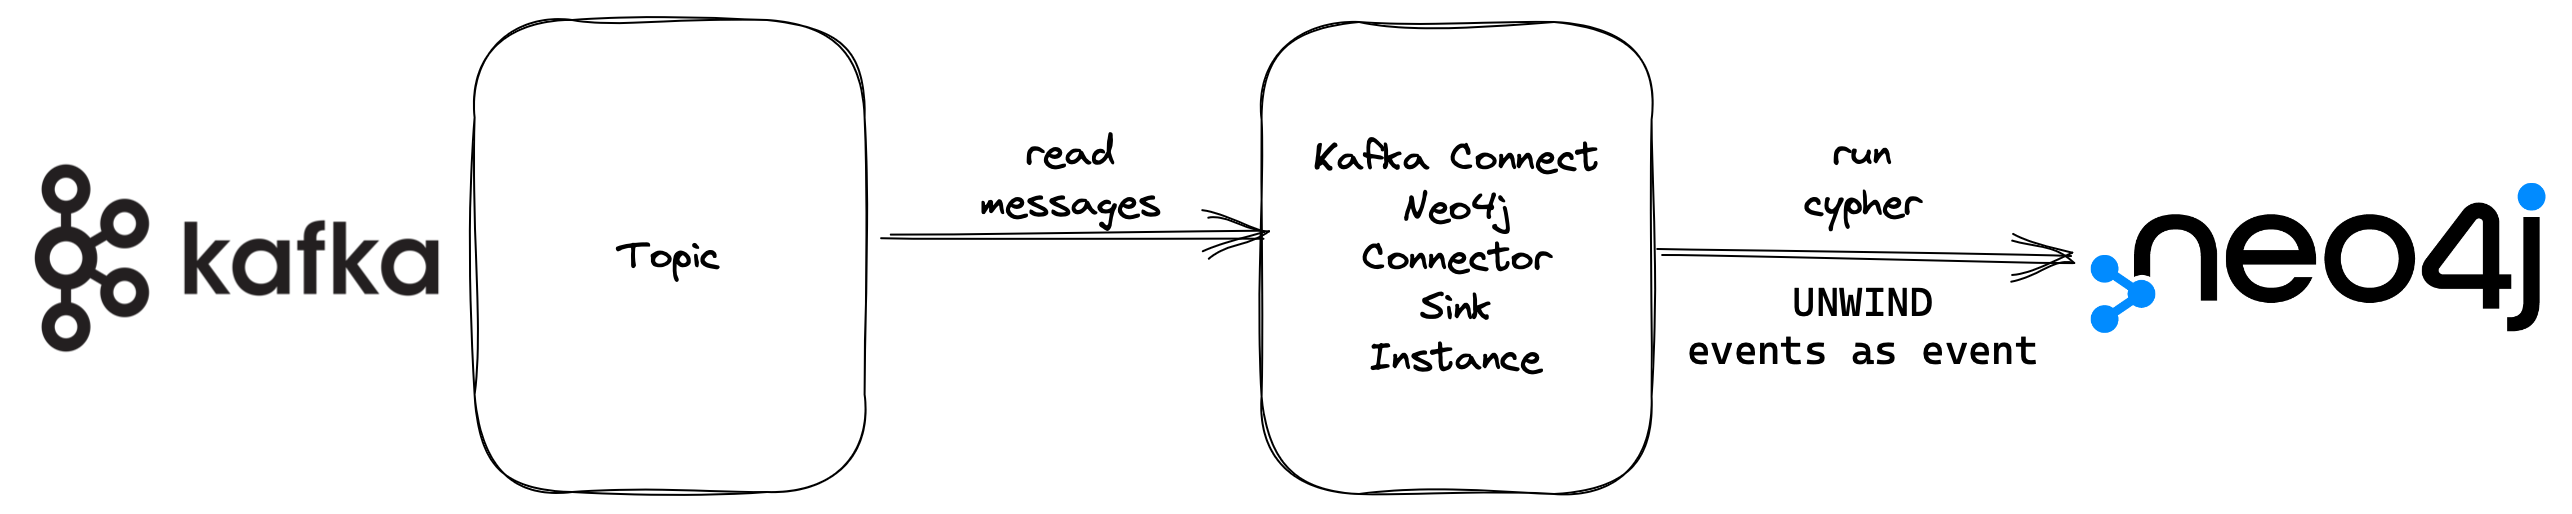 kafka
Topic
read
messages
Kafka Connect
Neo4j
Connector
Sink
Instance
run
cypher
UNWIND
events as event
neo4j